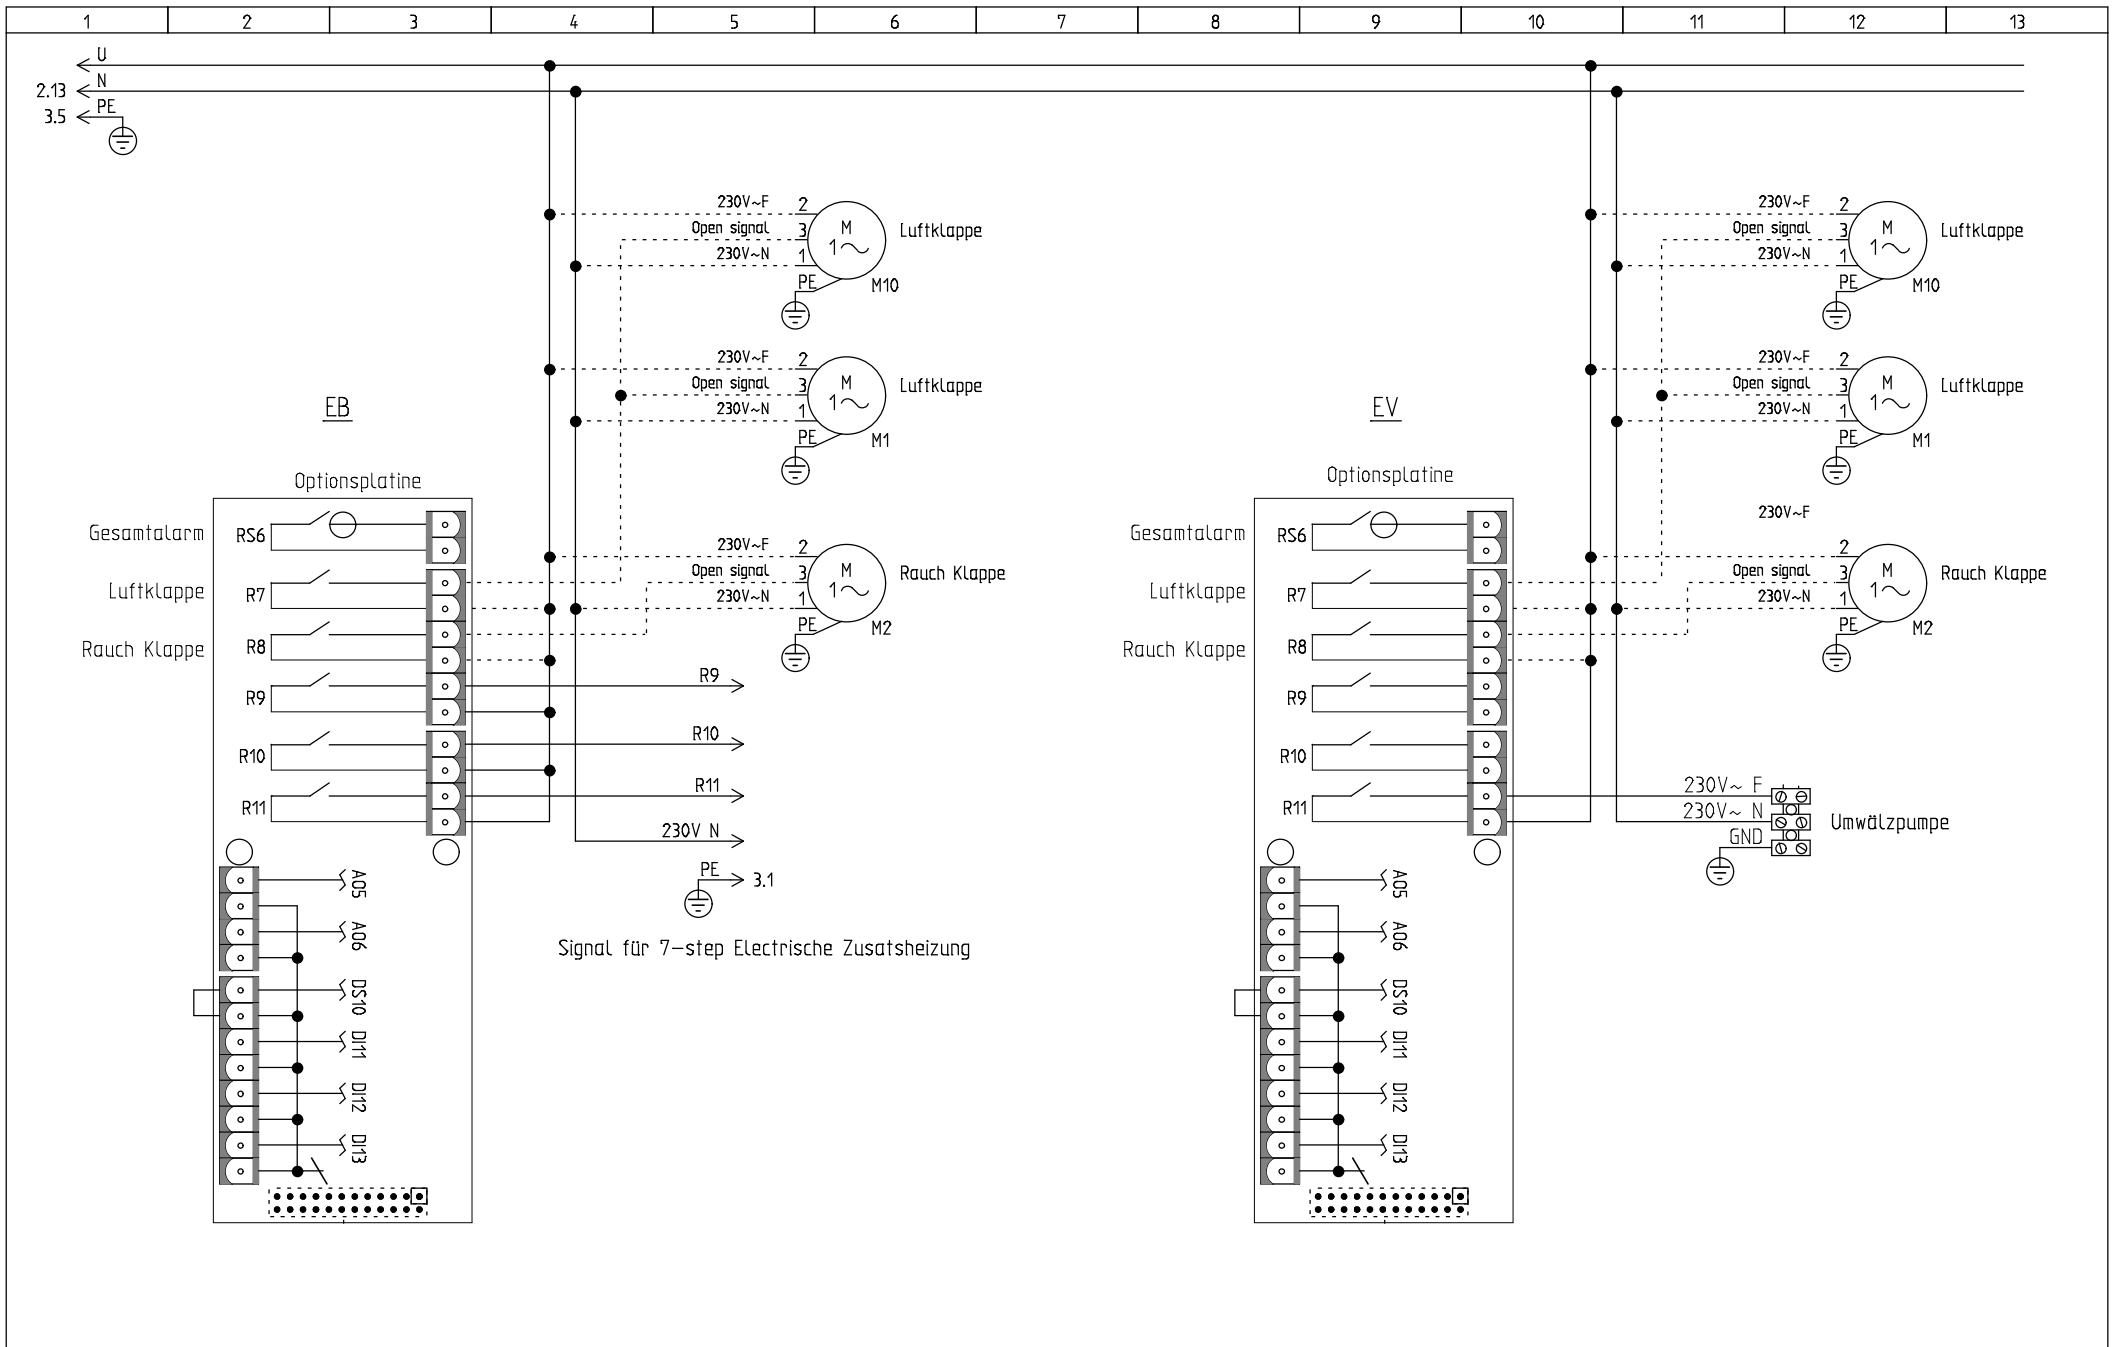 1 2 3 4 5 6 7 8 9 10 11 12 13
U
2.13 N
3.5 PE
230V~F 2
Open signal 3
230V~N 1
PE
M
1
Luftklappe
M10
230V~F 2
Open signal 3
230V~N 1
PE
M
1
Luftklappe
M1
230V~F 2
Open signal 3
230V~N 1
PE
M
1
Rauch Klappe
M2
EB
Optionsplatine
Gesamtalarm RS6
Luftklappe R7
Rauch Klappe R8
R9
R10
R11
R9
R10
R11
230V N
PE 3.1
Signal für 7-step Electrische Zusatsheizung
A05
A06
DS10
DI11
DI12
DI13
230V~F 2
Open signal 3
230V~N 1
PE
M
1
Luftklappe
M10
230V~F 2
Open signal 3
230V~N 1
PE
M
1
Luftklappe
M1
230V~F
2
Open signal 3
230V~N 1
PE
M
1
Rauch Klappe
M2
EV
Optionsplatine
Gesamtalarm RS6
Luftklappe R7
Rauch Klappe R8
R9
R10
R11
230V~ F
230V~ N
GND
Umwälzpumpe
A05
A06
DS10
DI11
DI12
DI13